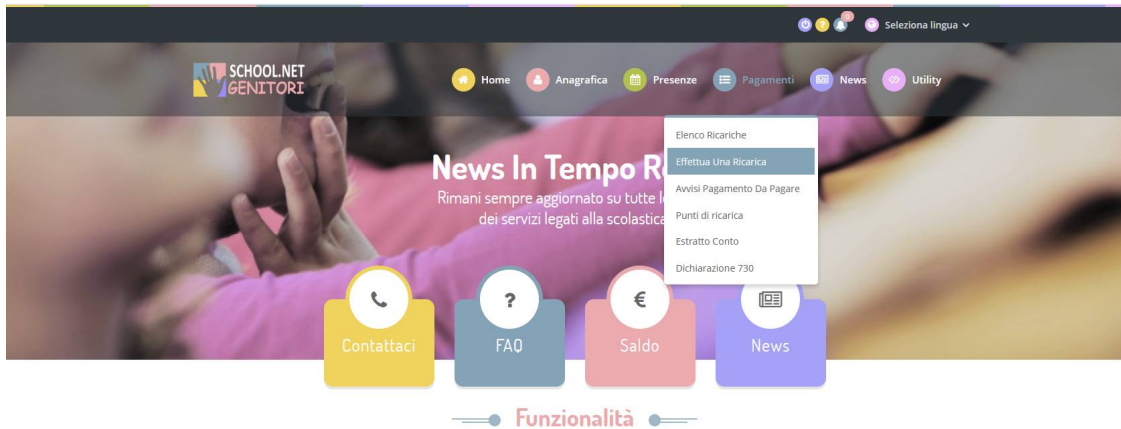 0
Seleziona lingua
SCHOOL.NET
GENITORI
Home
Anagrafica
Presenze
Pagamenti
News
Utility
Elenco Ricariche
Effettua Una Ricarica
Avvisi Pagamento Da Pagare
Punti di ricarica
Estratto Conto
Dichiarazione 730
News In Tempo R
Rimani sempre aggiornato su tutte
dei servizi legati alla scolastica
?
€
Contattaci
FAQ
Saldo
News
Funzionalità